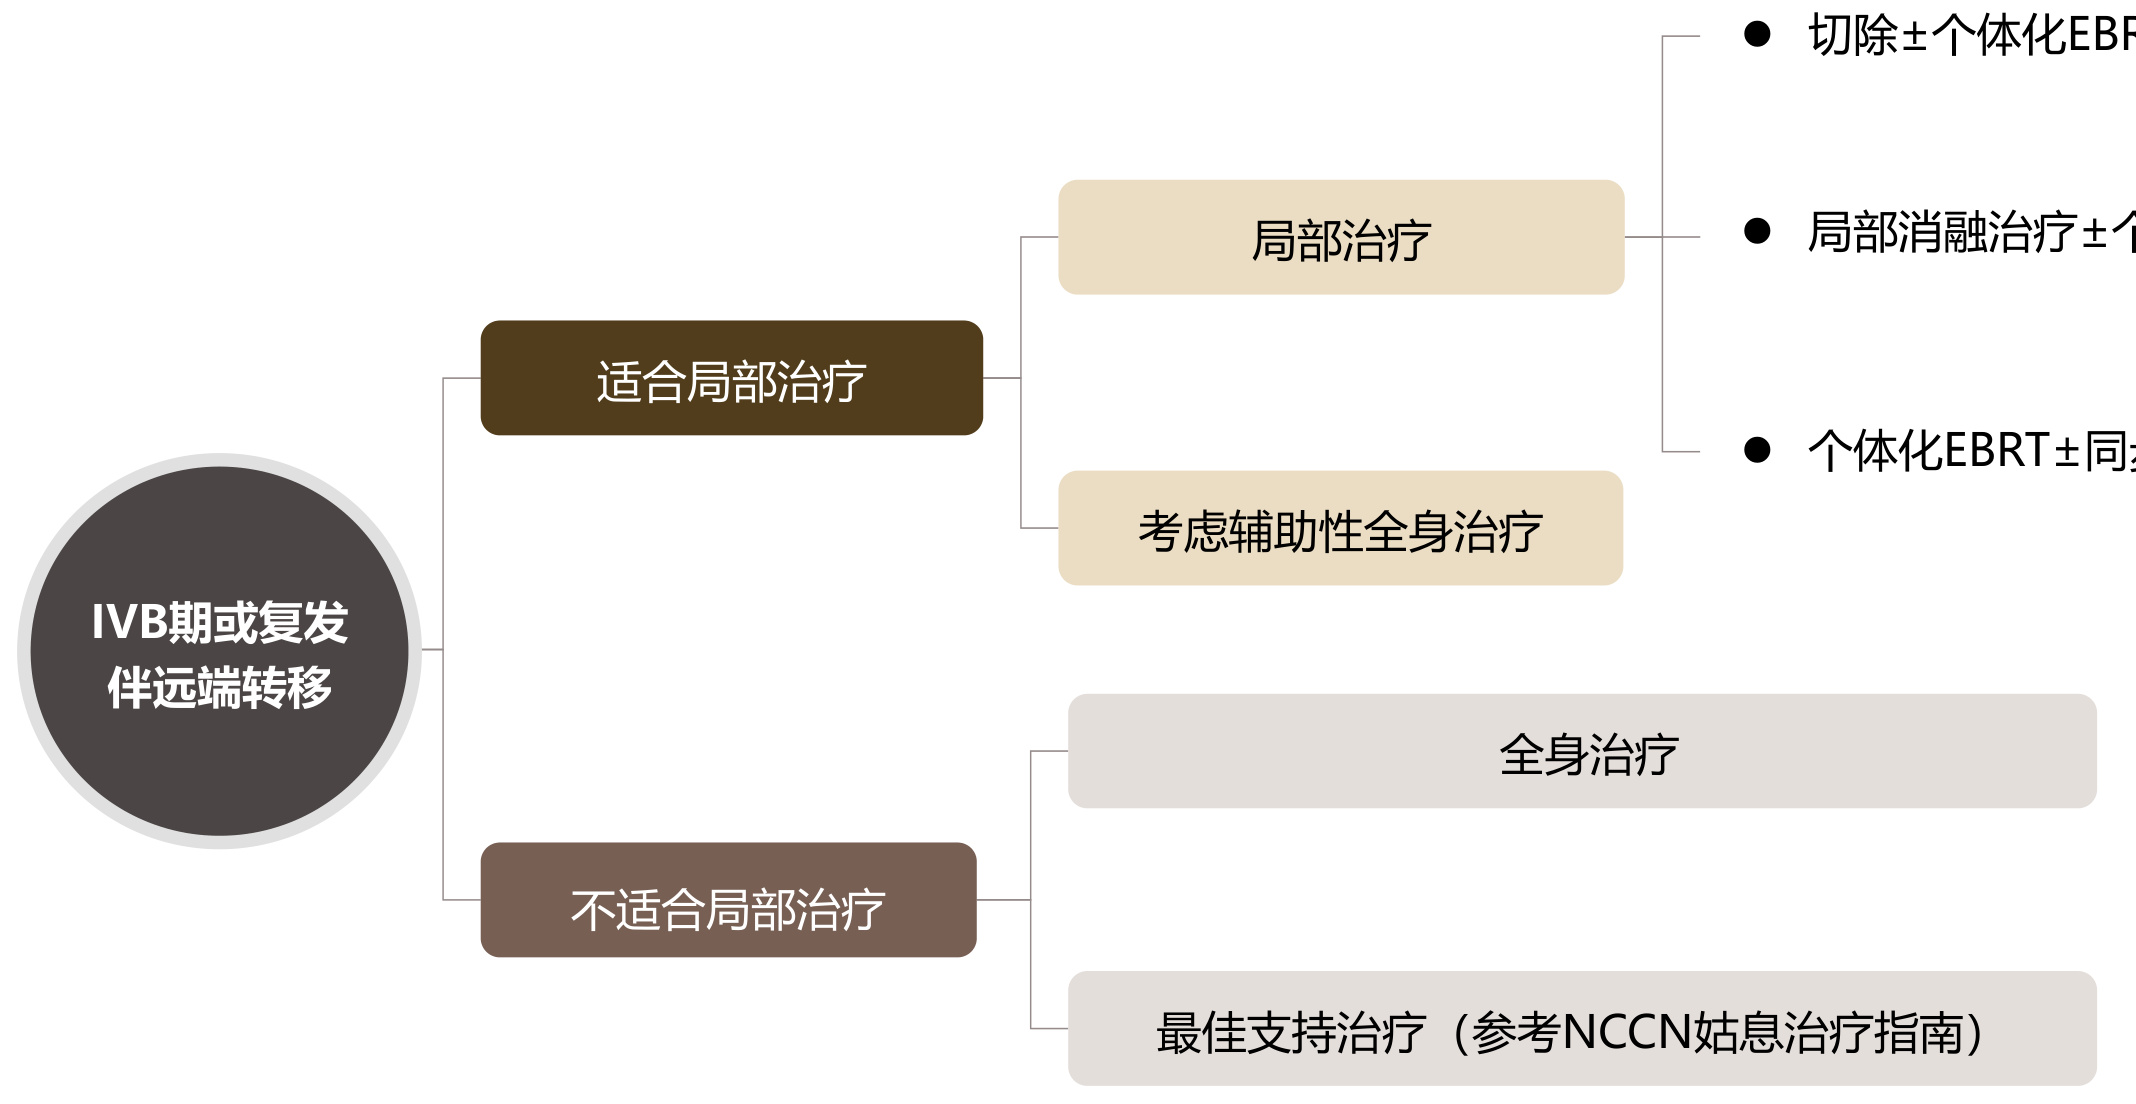 切除±个体化EBR
局部治疗
局部消融治疗±个
适合局部治疗
个体化EBRT±同步
考虑辅助性全身治疗
IVB期或复发
伴远端转移
全身治疗
不适合局部治疗
最佳支持治疗（参考NCCN姑息治疗指南）